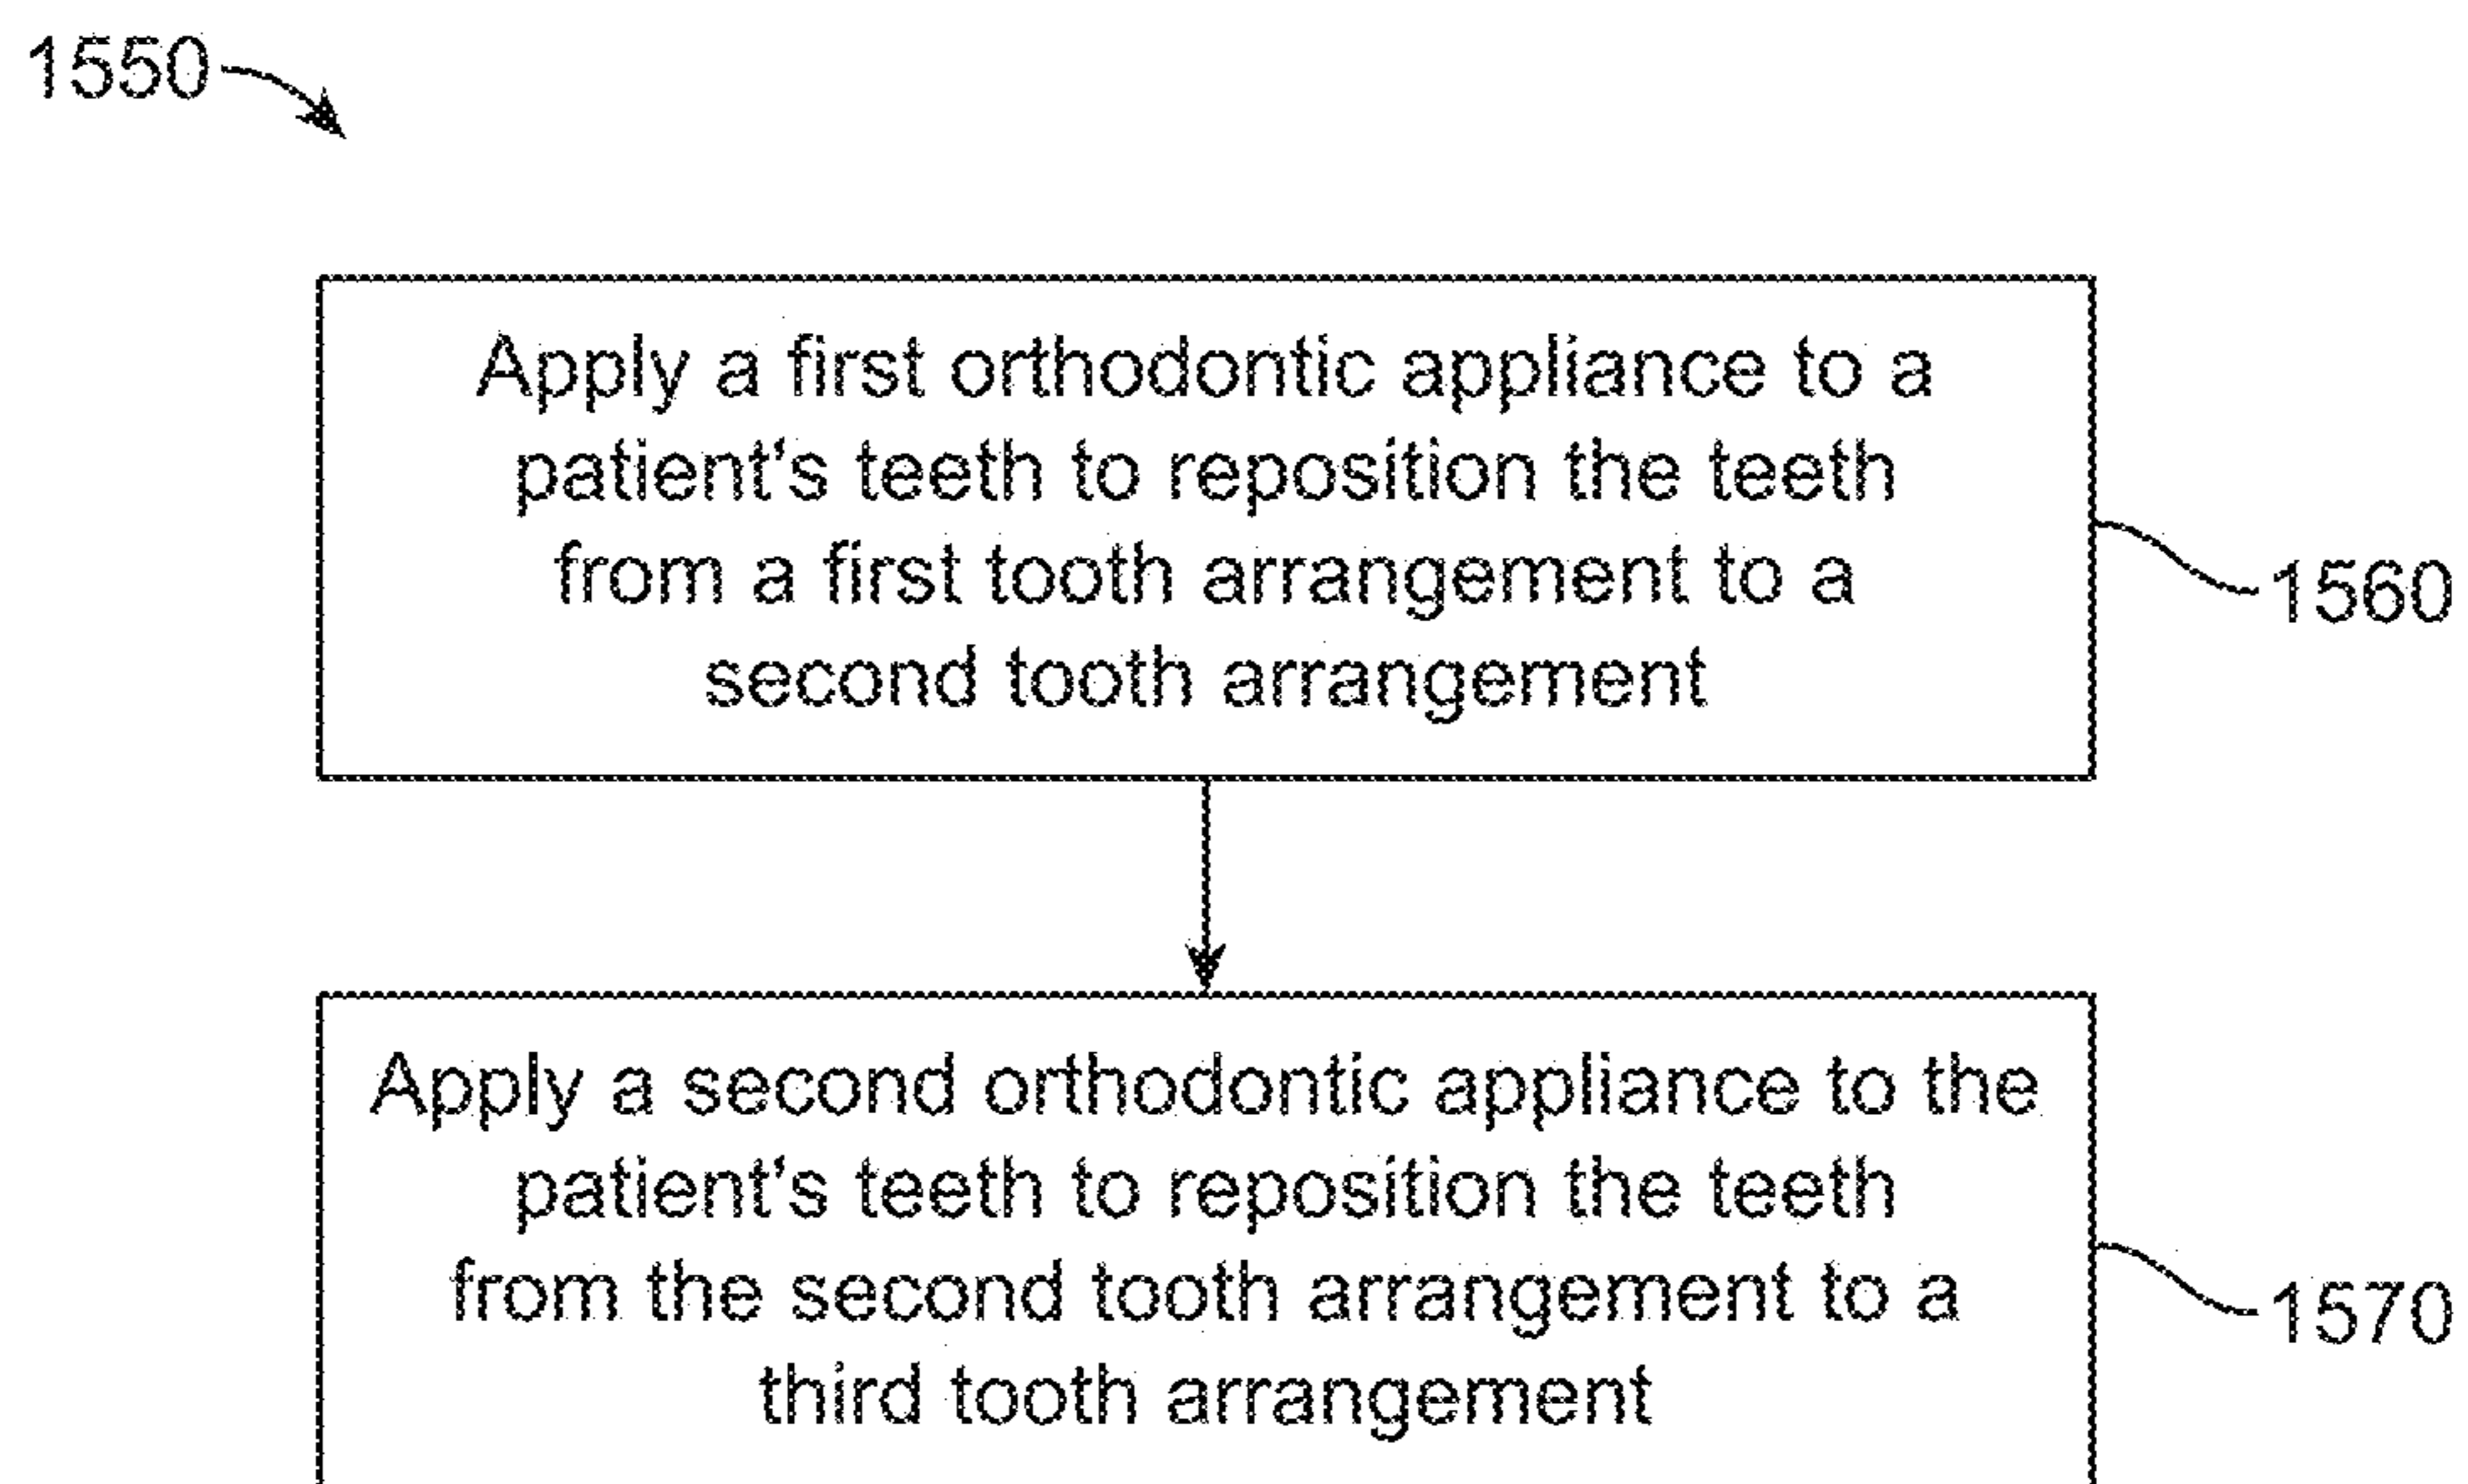 1550
Apply a first orthodontic appliance to a
patient's teeth to reposition the teeth
from a first tooth arrangement to a
second tooth arrangement
1560
Apply a second orthodontic appliance to the
patient's teeth to reposition the teeth
from the second tooth arrangement to a
third tooth arrangement
1570